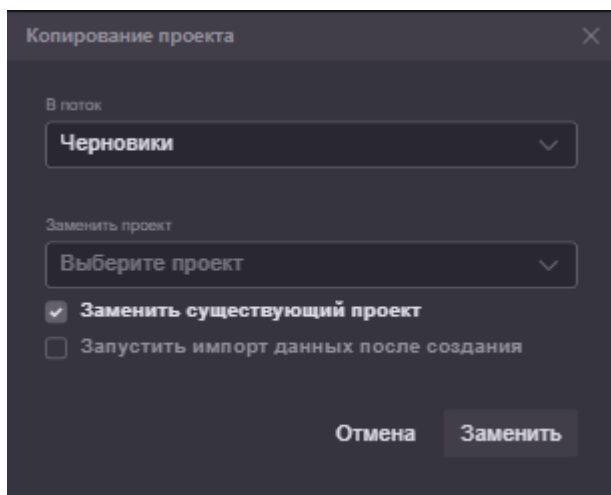 Копирование проекта
В поток
Черновики
Заменить проект
Выберите проект
Заменить существующий проект
Запустить импорт данных после создания
Отмена Заменить